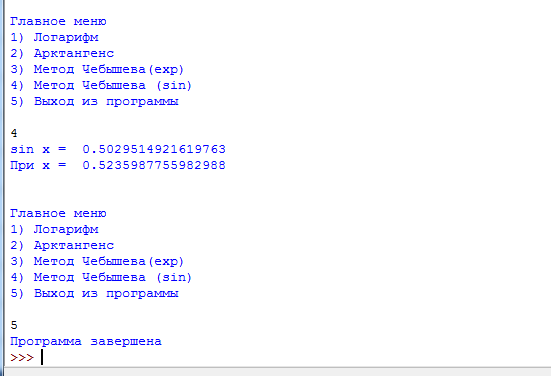 Главное меню
1) Логарифм
2) Арктангенс
3) Метод Чебышева(exp)
4) Метод Чебышева (sin)
5) Выход из программы
4
sin x =  0.5029514921619763
При x =  0.5235987755982988
Главное меню
1) Логарифм
2) Арктангенс
3) Метод Чебышева(exp)
4) Метод Чебышева (sin)
5) Выход из программы
5
Программа завершена
>>>